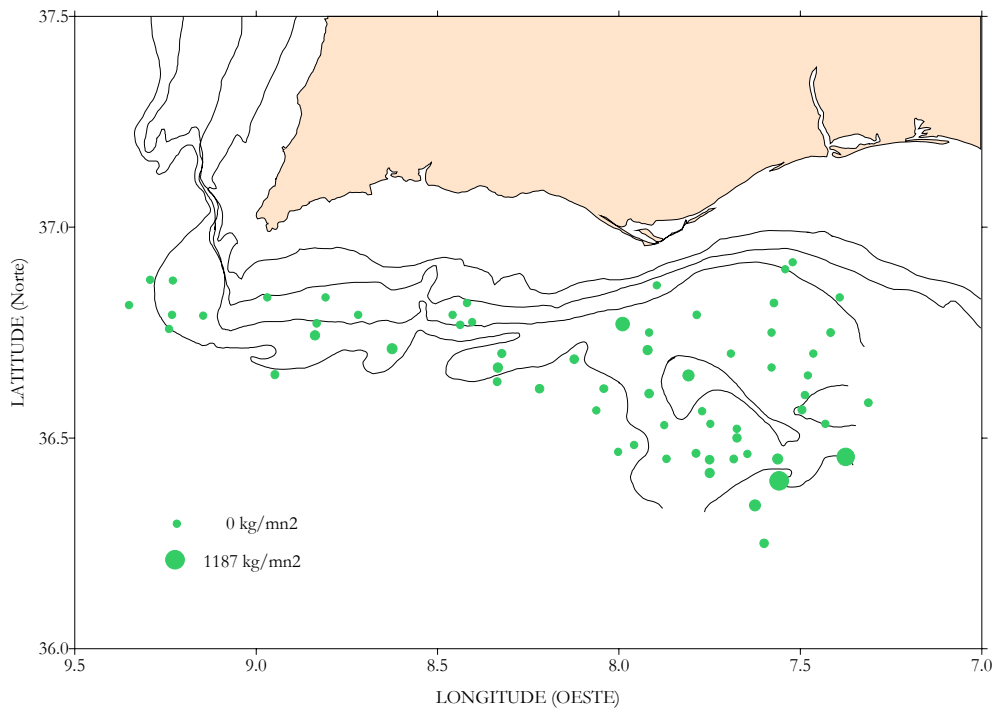 37.5
37.0
36.5
36.0
LATITUDE (Norte)
0 kg/mn2
1187 kg/mn2
9.5 9.0 8.5 8.0 7.5 7.0
LONGITUDE (OESTE)